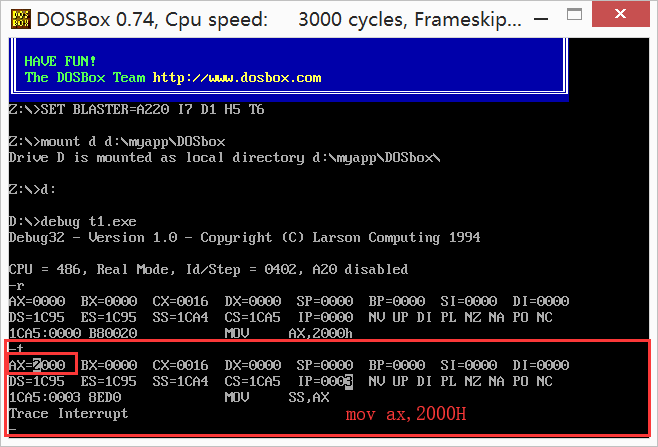 DOSBox 0.74, Cpu speed: 3000 cycles, Frameskip...
HAVE FUN!
The DOSBox Team http://www.dosbox.com
Z:\>SET BLASTER=A220 I7 D1 H5 T6
Z:\>mount d d:\myapp\DOSbox
Drive D is mounted as local directory d:\myapp\DOSbox\
Z:\>d:
D:\>debug t1.exe
Debug32 - Version 1.0 - Copyright (C) Larson Computing 1994
CPU = 486, Real Mode, Id/Step = 0402, A20 disabled
-r
AX=0000 BX=0000 CX=0016 DX=0000 SP=0000 BP=0000 SI=0000 DI=0000
DS=1C95 ES=1C95 SS=1CA4 CS=1CA5 IP=0000 NV UP DI PL NZ NA PO NC
1CA5:0000 B80020 MOV AX,2000h
-t
AX=2000 BX=0000 CX=0016 DX=0000 SP=0000 BP=0000 SI=0000 DI=0000
DS=1C95 ES=1C95 SS=1CA4 CS=1CA5 IP=0003 NV UP DI PL NZ NA PO NC
1CA5:0003 8ED0 MOV SS,AX
Trace Interrupt
mov ax,2000H
-